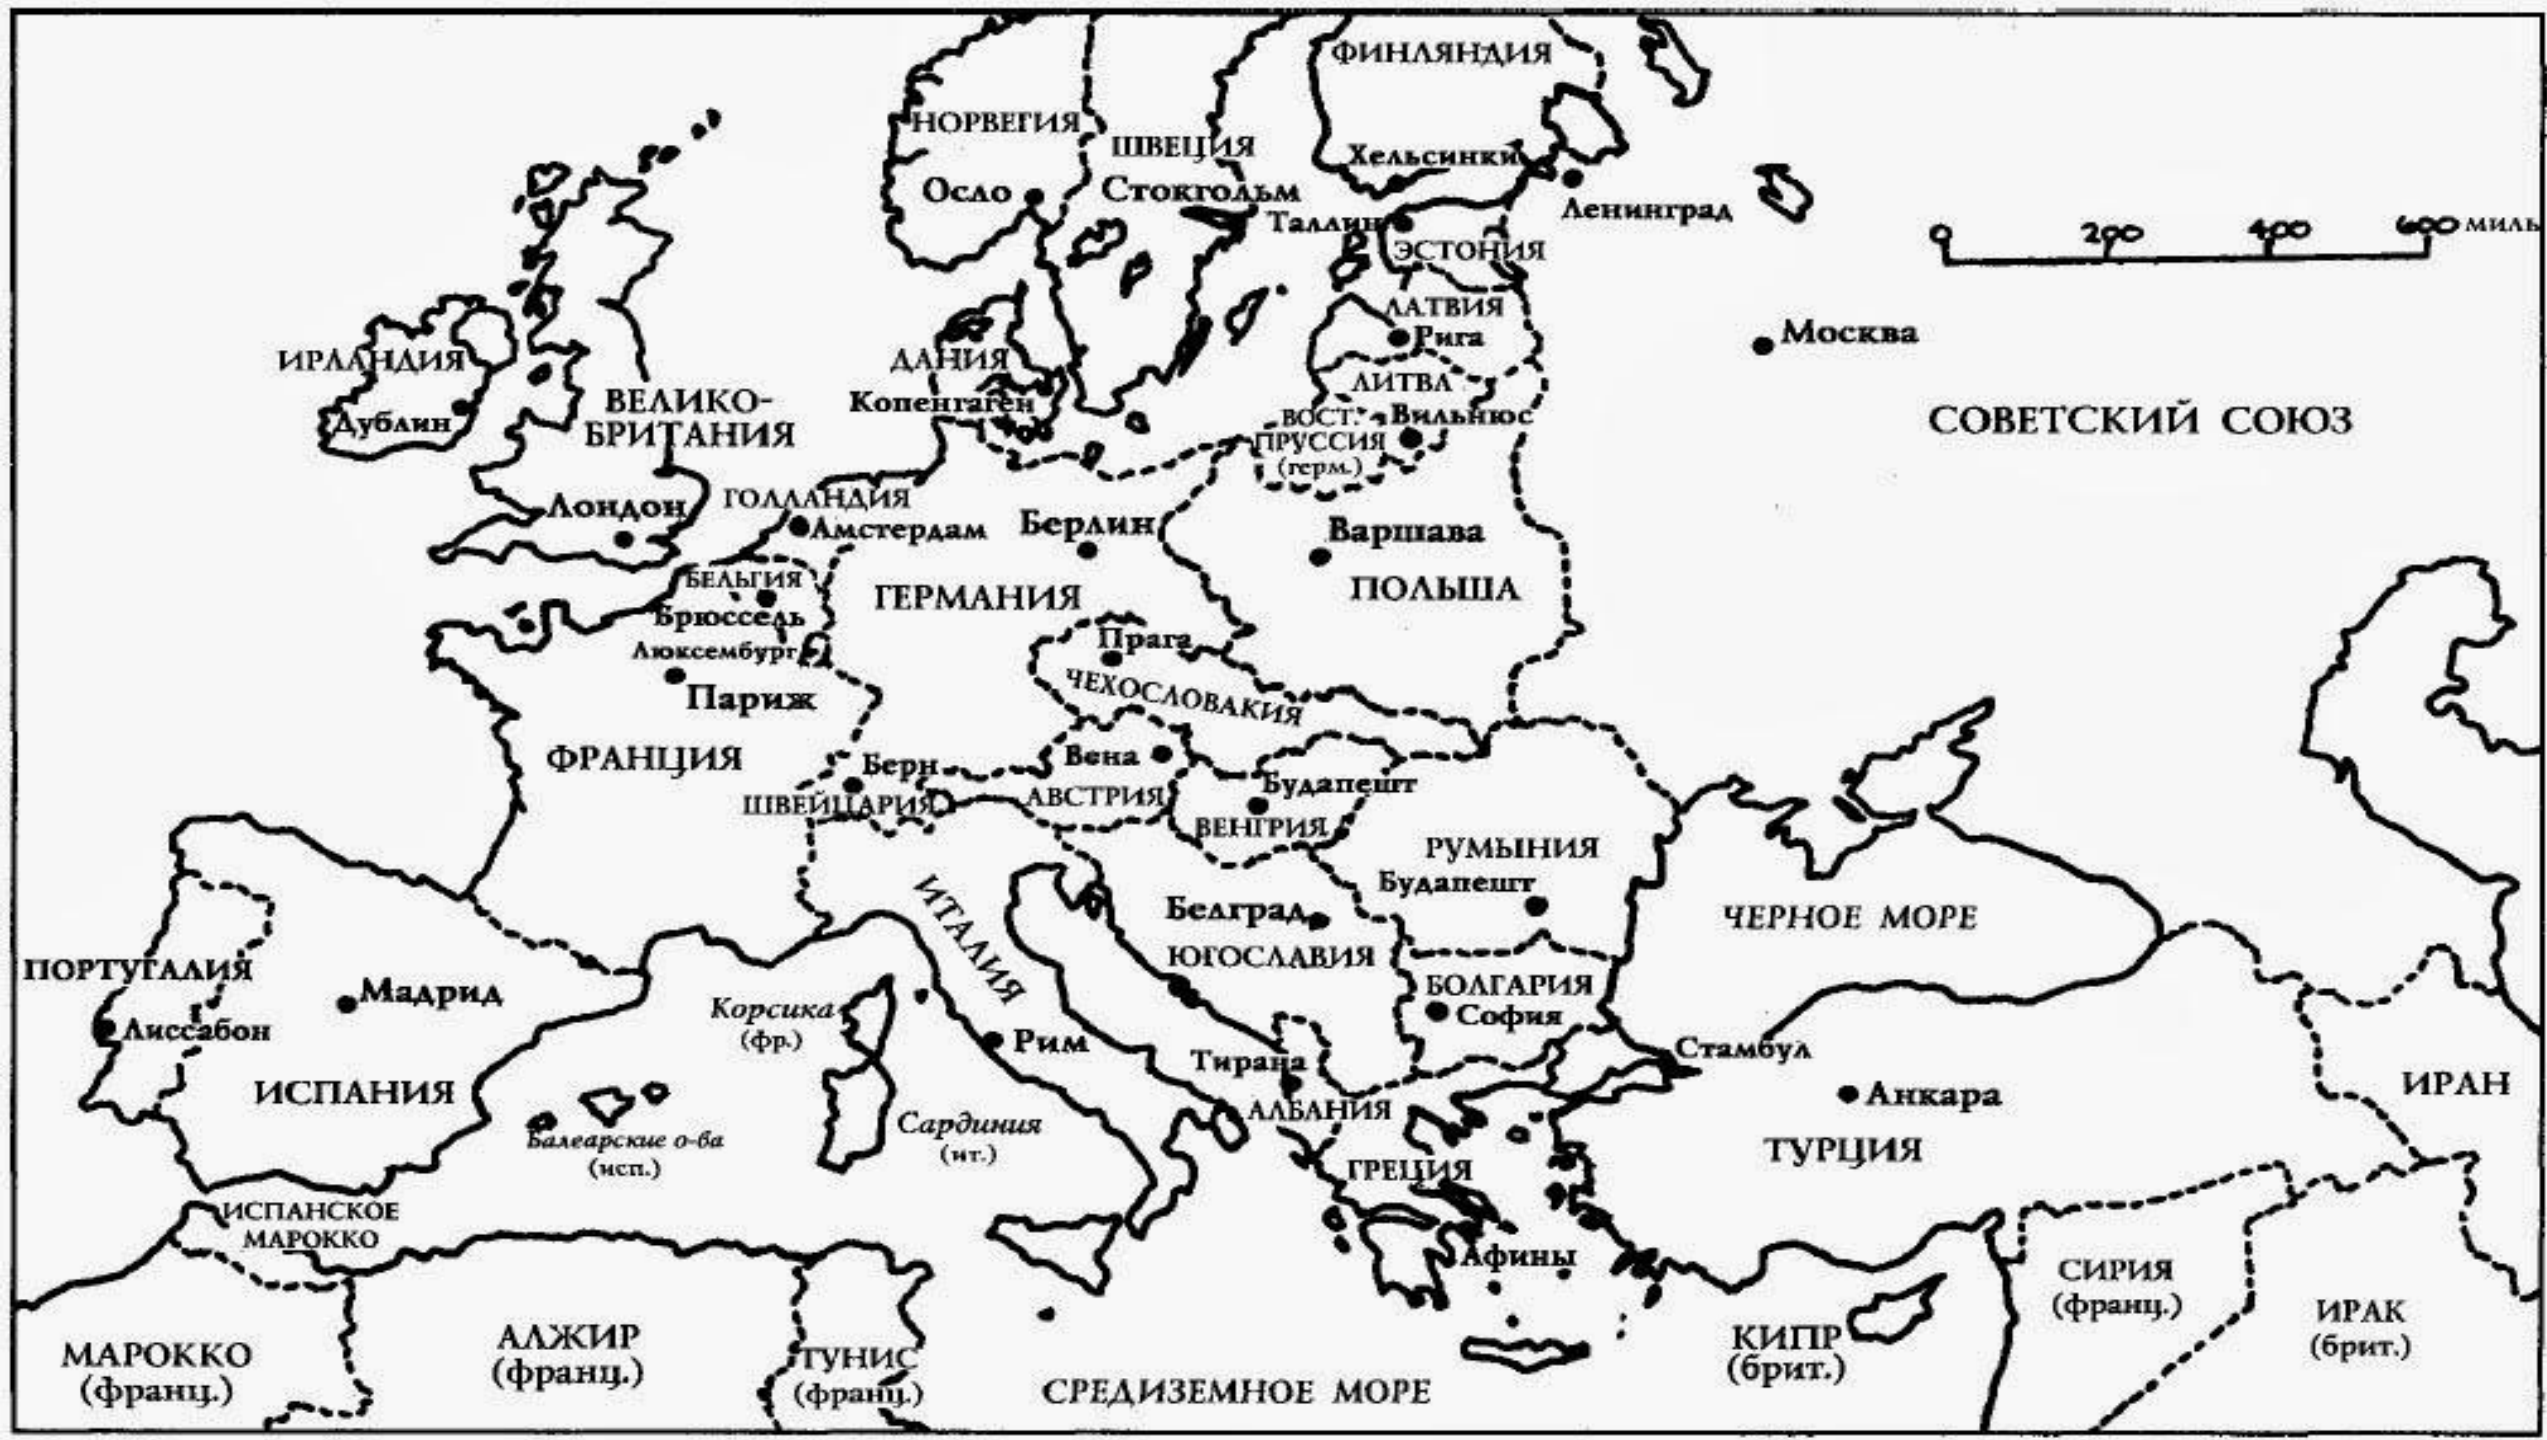 ФИНЛЯНДИЯ
НОРВЕГИЯ
ШВЕЦИЯ
Хельсинки
Осло
Стокгольм
Таллин
Ленинград
ЭСТОНИЯ
0 200 400 600 МИЛЬ
ЛАТВИЯ
Рига
Москва
ИРЛАНДИЯ
Дублин
ДАНИЯ
Копенгаген
ВЕЛИКО-
БРИТАНИЯ
ЛИТВА
Вильнюс
ВОСТ.
ПРУССИЯ
(герм.)
СОВЕТСКИЙ СОЮЗ
Лондон
ГОЛЛАНДИЯ
Амстердам
Берлин
Варшава
ПОЛЬША
БЕЛЬГИЯ
Брюссель
ГЕРМАНИЯ
Люксембург
Париж
Прага
ЧЕХОСЛОВАКИЯ
ФРАНЦИЯ
Берн
ШВЕЙЦАРИЯ
Вена
АВСТРИЯ
Будапешт
ВЕНГРИЯ
РУМЫНИЯ
Будапешт
ИТАЛИЯ
Белград
ЮГОСЛАВИЯ
ЧЕРНОЕ МОРЕ
ПОРТУГАЛИЯ
Лиссабон
Мадрид
ИСПАНИЯ
Корсика
(фр.)
Рим
БОЛГАРИЯ
София
Тирана
АЛБАНИЯ
Стамбул
Анкара
ТУРЦИЯ
ИРАН
Балеарские о-ва
(исп.)
Сардиния
(ит.)
ГРЕЦИЯ
Афины
ИСПАНСКОЕ
МАРОККО
МАРОККО
(франц.)
АЛЖИР
(франц.)
ТУНИС
(франц.)
СРЕДИЗЕМНОЕ МОРЕ
КИПР
(брит.)
СИРИЯ
(франц.)
ИРАК
(брит.)